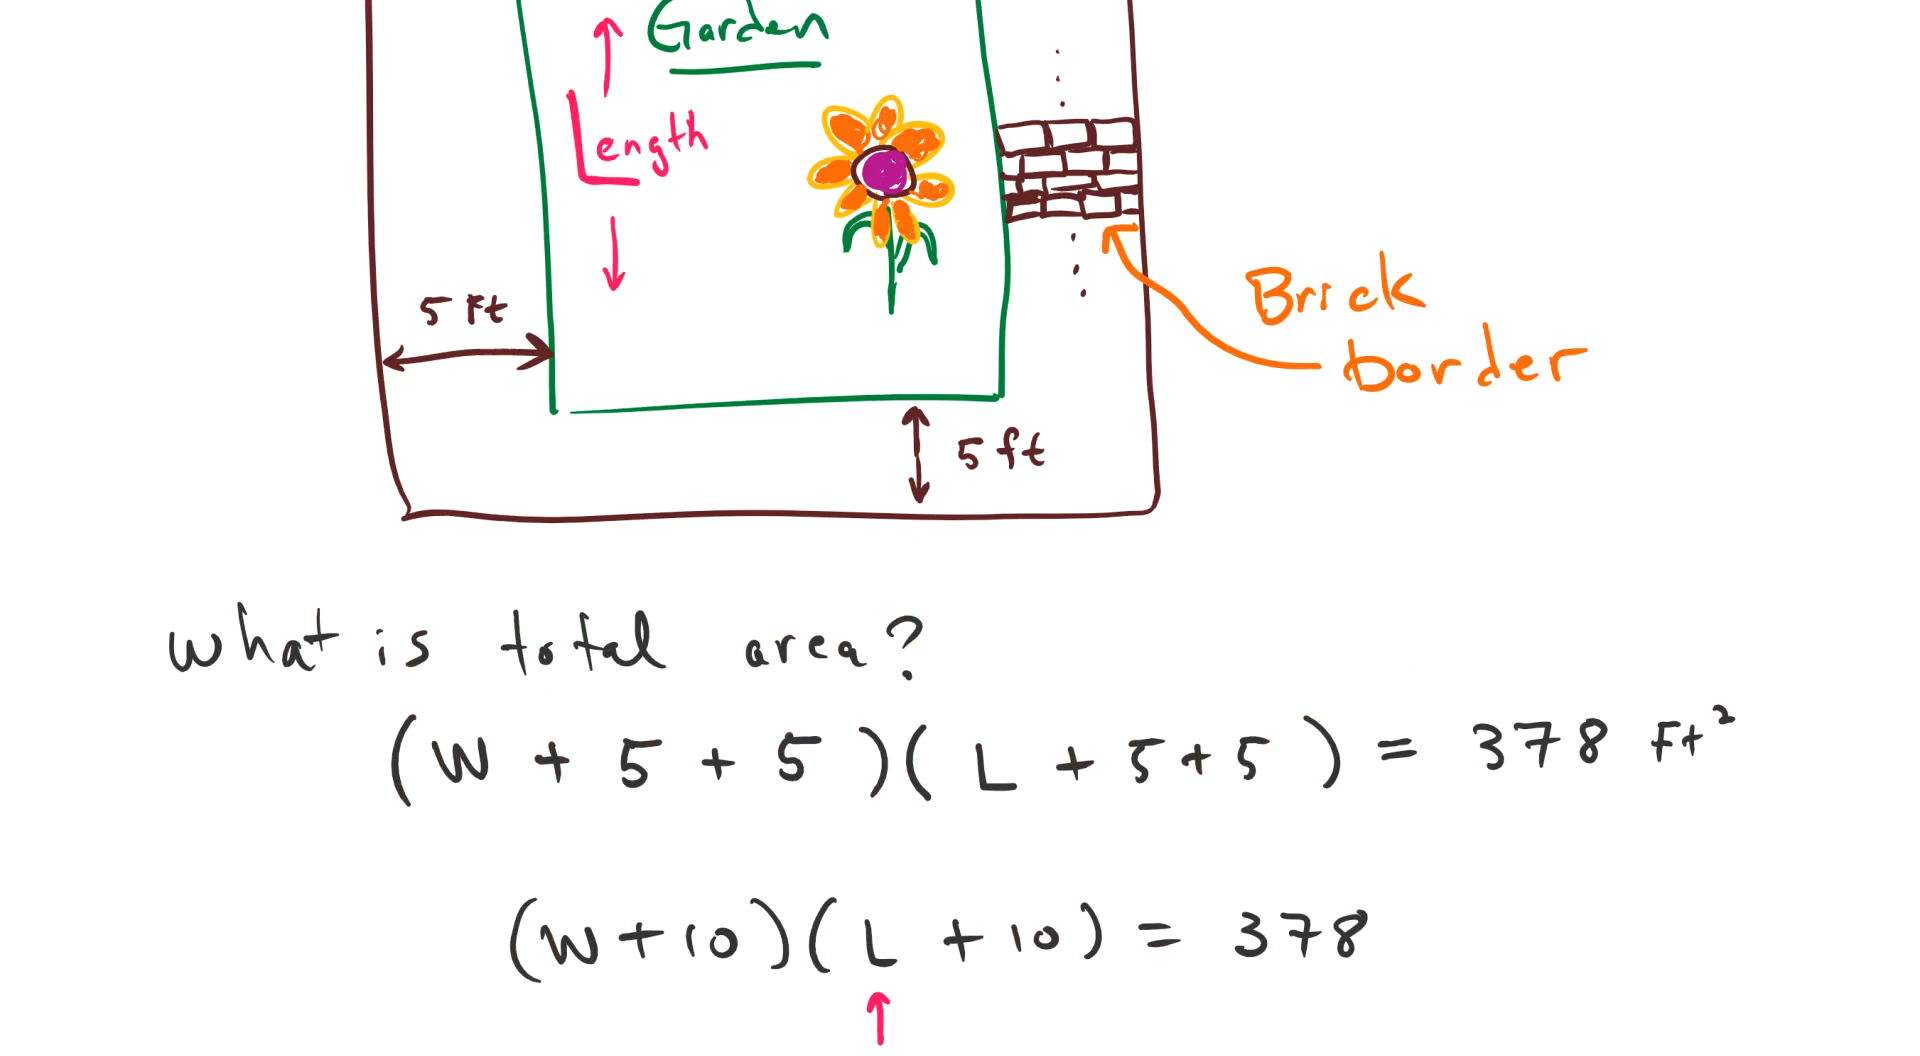 Garden
Length
5 ft
Brick
border
5 ft
What is total area?
(W + 5 + 5)(L + 5 + 5) = 378 Ft²
(W + 10)(L + 10) = 378